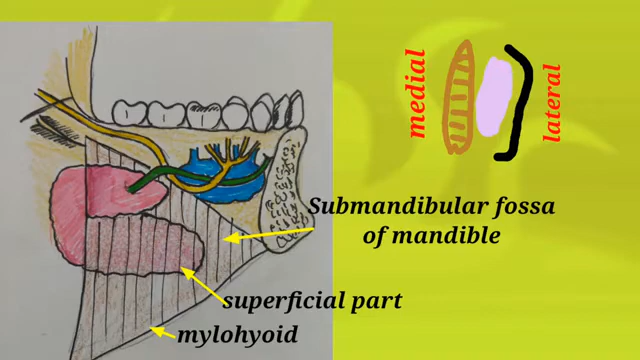 medial
lateral
Submandibular fossa
of mandible
superficial part
mylohyoid